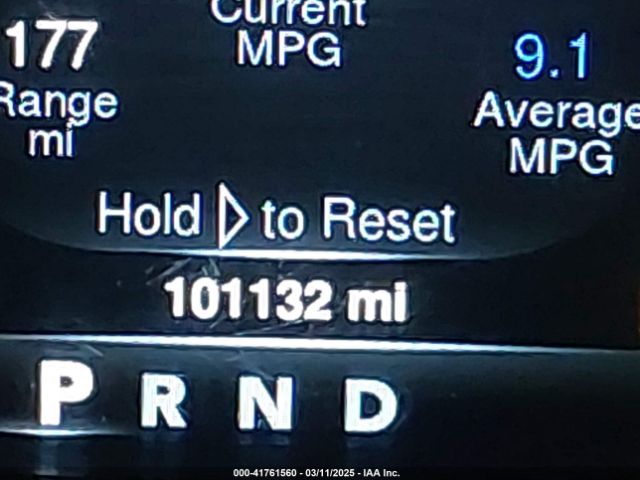 177
Range
mi
Current
MPG
9.1
Average
MPG
Hold ▷ to Reset
101132 mi
P R N D
000-41761560 - 03/11/2025 - IAA Inc.